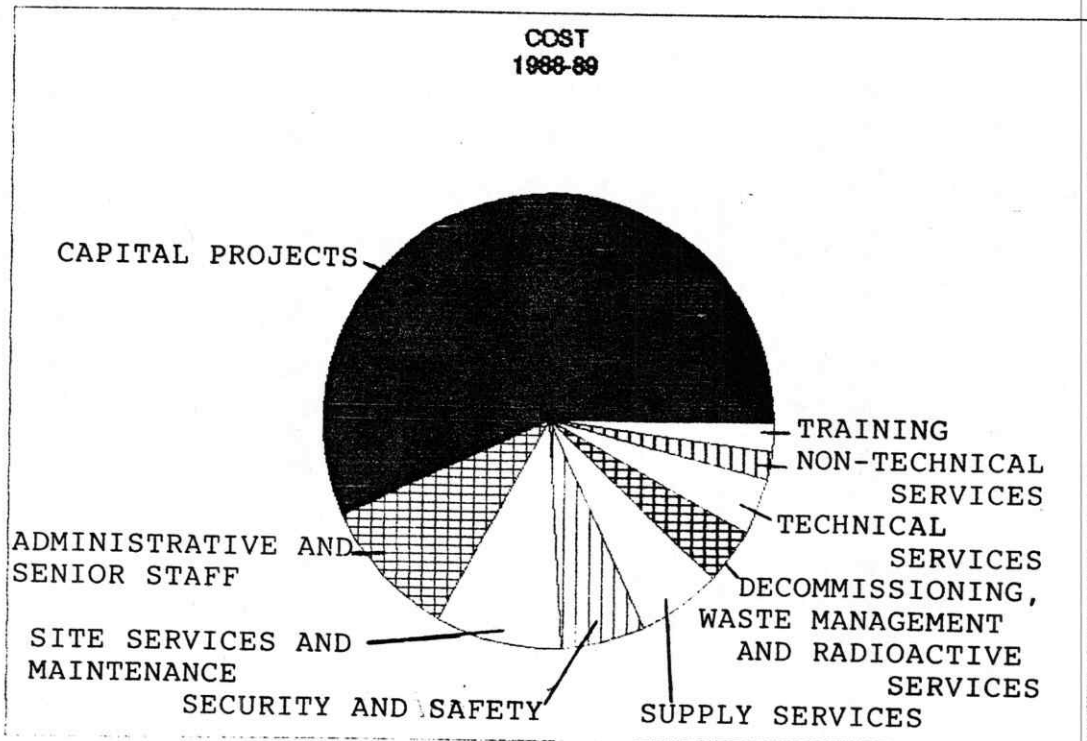 COST
1988-89
CAPITAL PROJECTS
TRAINING
NON-TECHNICAL
SERVICES
TECHNICAL
SERVICES
DECOMMISSIONING,
WASTE MANAGEMENT
AND RADIOACTIVE
SERVICES
SUPPLY SERVICES
SECURITY AND SAFETY
SITE SERVICES AND
MAINTENANCE
ADMINISTRATIVE AND
SENIOR STAFF